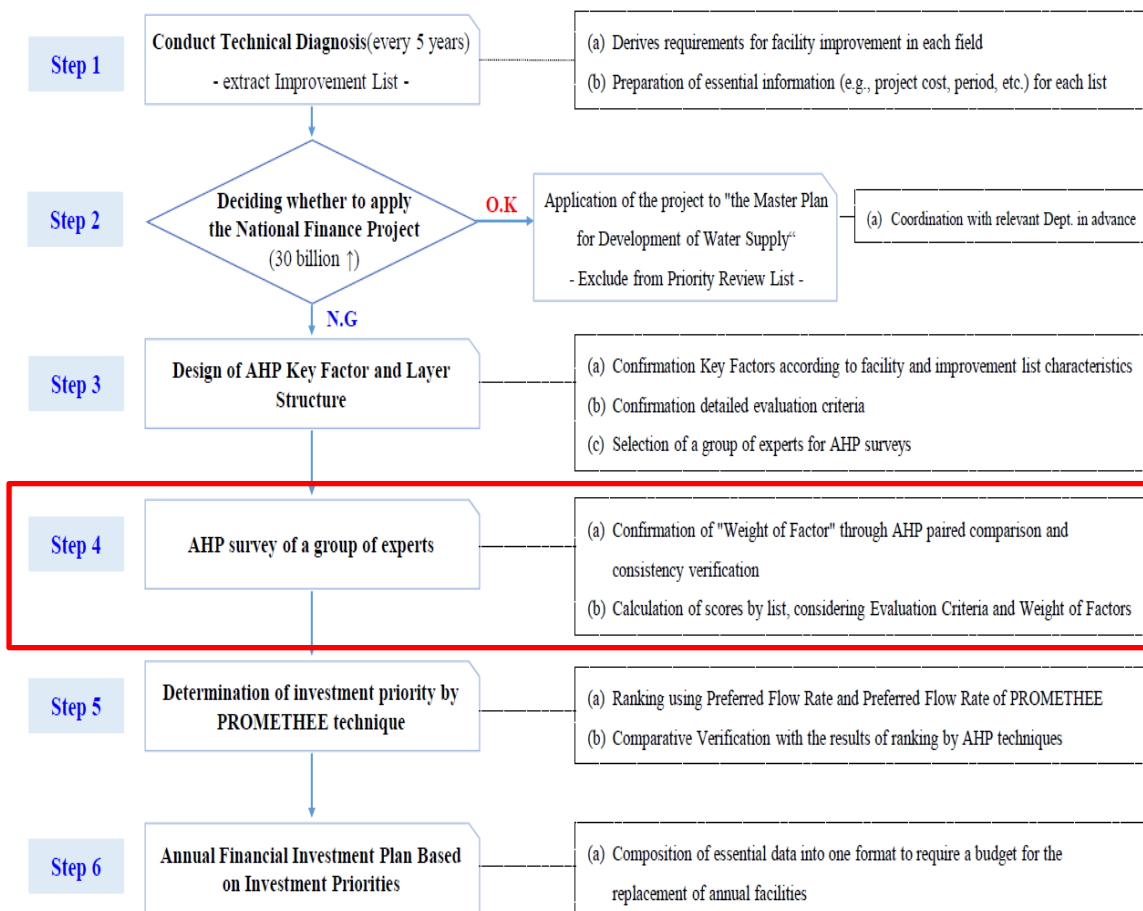 Step 1
Conduct Technical Diagnosis(every 5 years)
- extract Improvement List -
(a) Derives requirements for facility improvement in each field
(b) Preparation of essential information (e.g., project cost, period, etc.) for each list
Step 2
Deciding whether to apply
the National Finance Project
(30 billion ↑)
O.K
Application of the project to "the Master Plan
for Development of Water Supply“
- Exclude from Priority Review List -
(a) Coordination with relevant Dept. in advance
N.G
Step 3
Design of AHP Key Factor and Layer
Structure
(a) Confirmation Key Factors according to facility and improvement list characteristics
(b) Confirmation detailed evaluation criteria
(c) Selection of a group of experts for AHP surveys
Step 4
AHP survey of a group of experts
(a) Confirmation of "Weight of Factor" through AHP paired comparison and
consistency verification
(b) Calculation of scores by list, considering Evaluation Criteria and Weight of Factors
Step 5
Determination of investment priority by
PROMETHEE technique
(a) Ranking using Preferred Flow Rate and Preferred Flow Rate of PROMETHEE
(b) Comparative Verification with the results of ranking by AHP techniques
Step 6
Annual Financial Investment Plan Based
on Investment Priorities
(a) Composition of essential data into one format to require a budget for the
replacement of annual facilities